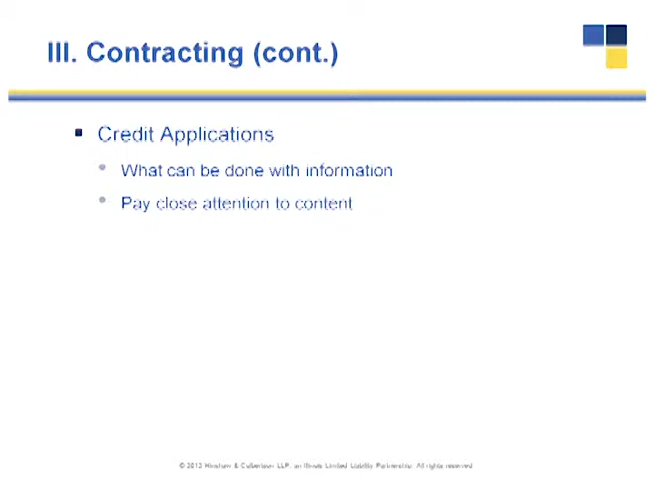 III. Contracting (cont.)
Credit Applications
What can be done with information
Pay close attention to content
© 2012 Hinshaw & Culbertson LLP, an Illinois Limited Liability Partnership. All rights reserved